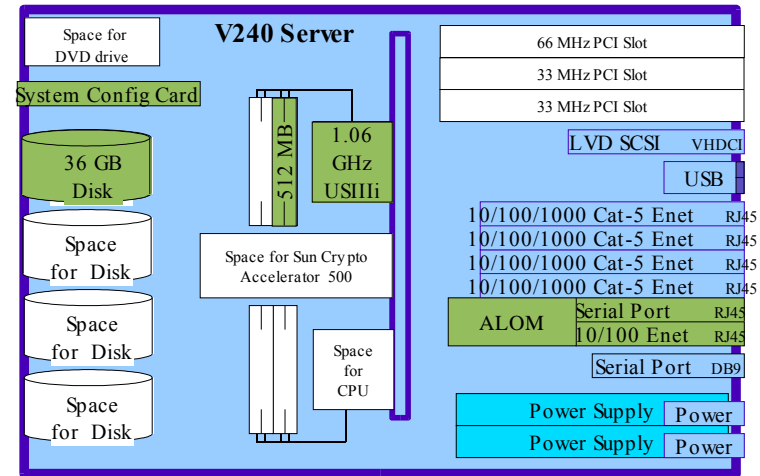 V240 Server
Space for
DVD drive
System Config Card
36 GB
Disk
Space
for Disk
Space
for Disk
Space
for Disk
512 MB
1.06
GHz
USIIIi
Space for Sun Crypto
Accelerator 500
Space
for
CPU
66 MHz PCI Slot
33 MHz PCI Slot
33 MHz PCI Slot
LVD SCSI VHDCI
USB
10/100/1000 Cat-5 Enet RJ45
10/100/1000 Cat-5 Enet RJ45
10/100/1000 Cat-5 Enet RJ45
10/100/1000 Cat-5 Enet RJ45
ALOM
Serial Port RJ45
10/100 Enet RJ45
Serial Port DB9
Power Supply Power
Power Supply Power